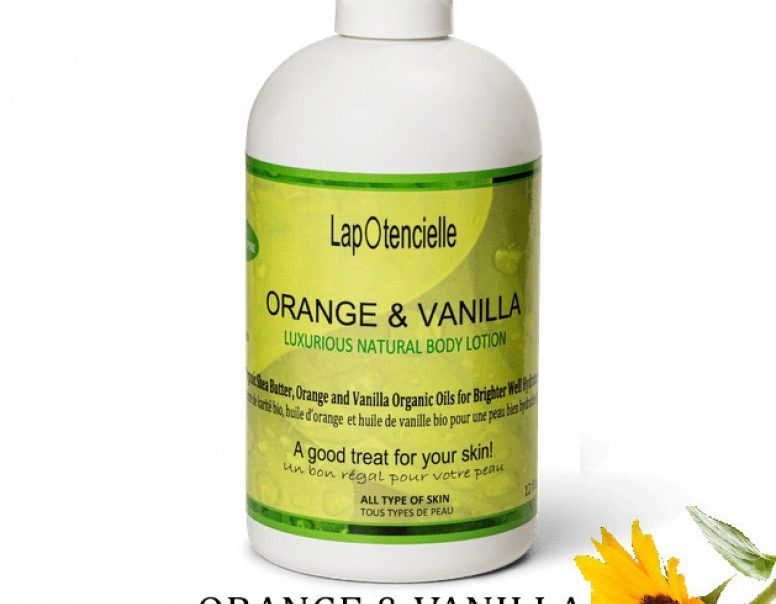 LapOtencielle
ORANGE & VANILLA
LUXURIOUS NATURAL BODY LOTION
Shea Butter, Orange and Vanilla Organic Oils for Brighter Well
de karité bio, huile d'orange et huile de vanille bio pour une peau bien
A good treat for your skin!
un bon régal pour votre peau
ALL TYPE OF SKIN
TOUS TYPES DE PEAU
ORANGE & VANILLA